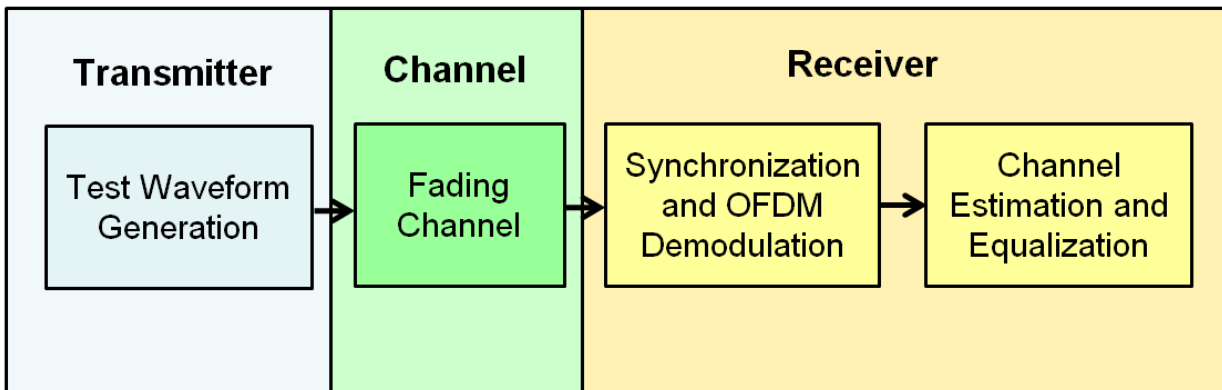 Transmitter
Channel
Receiver
Test Waveform
Generation
Fading
Channel
Synchronization
and OFDM
Demodulation
Channel
Estimation and
Equalization